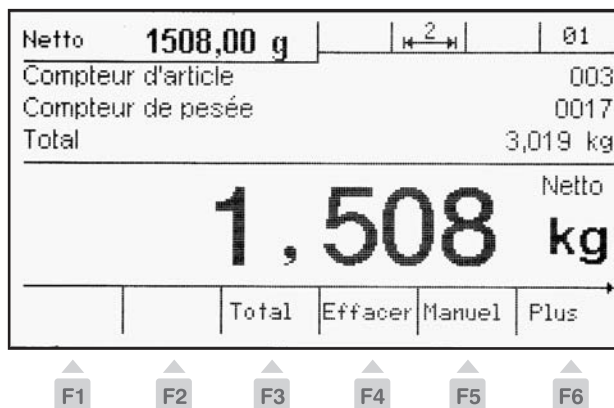 Netto 1508,00 g 2 01
Compteur d'article 003
Compteur de pesée 0017
Total 3,019 kg
Netto
1,508 kg
Total Effacer Manuel Plus
F1 F2 F3 F4 F5 F6